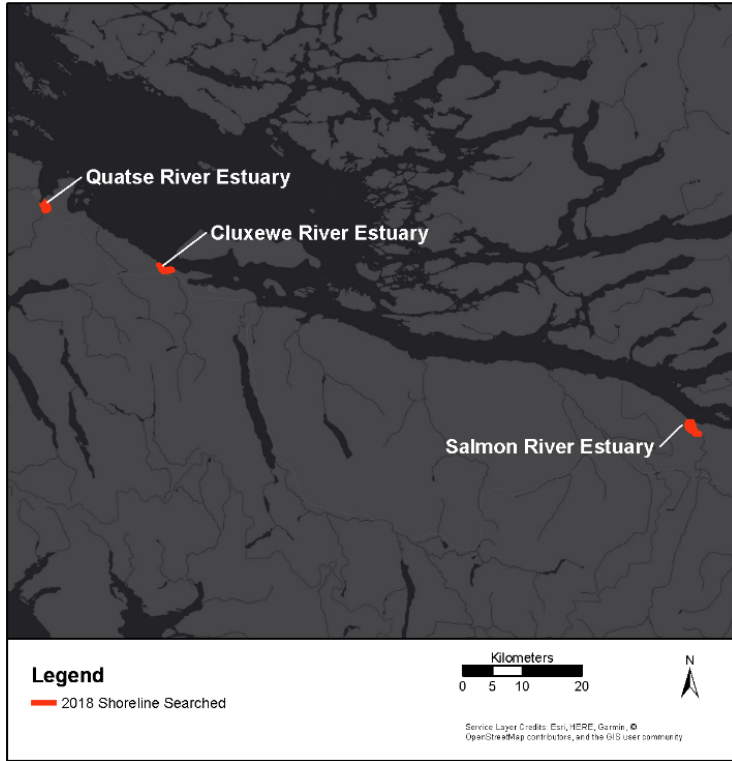 Quatse River Estuary
Cluxewe River Estuary
Salmon River Estuary
Legend
2018 Shoreline Searched
Kilometers
0 5 10 20
N
Service Layer Credits: Esri, HERE, Garmin, ©
OpenStreetMap contributors, and the GIS user community